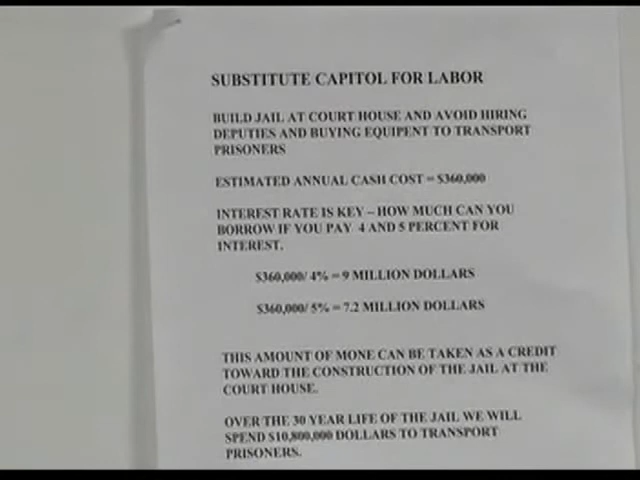 SUBSTITUTE CAPITOL FOR LABOR
BUILD JAIL AT COURT HOUSE AND AVOID HIRING
DEPUTIES AND BUYING EQUIPENT TO TRANSPORT
PRISONERS
ESTIMATED ANNUAL CASH COST = $360,000
INTEREST RATE IS KEY – HOW MUCH CAN YOU
BORROW IF YOU PAY 4 AND 5 PERCENT FOR
INTEREST.
$360,000/ 4% = 9 MILLION DOLLARS
$360,000/ 5% = 7.2 MILLION DOLLARS
THIS AMOUNT OF MONE CAN BE TAKEN AS A CREDIT
TOWARD THE CONSTRUCTION OF THE JAIL AT THE
COURT HOUSE.
OVER THE 30 YEAR LIFE OF THE JAIL WE WILL
SPEND $10,800,000 DOLLARS TO TRANSPORT
PRISONERS.